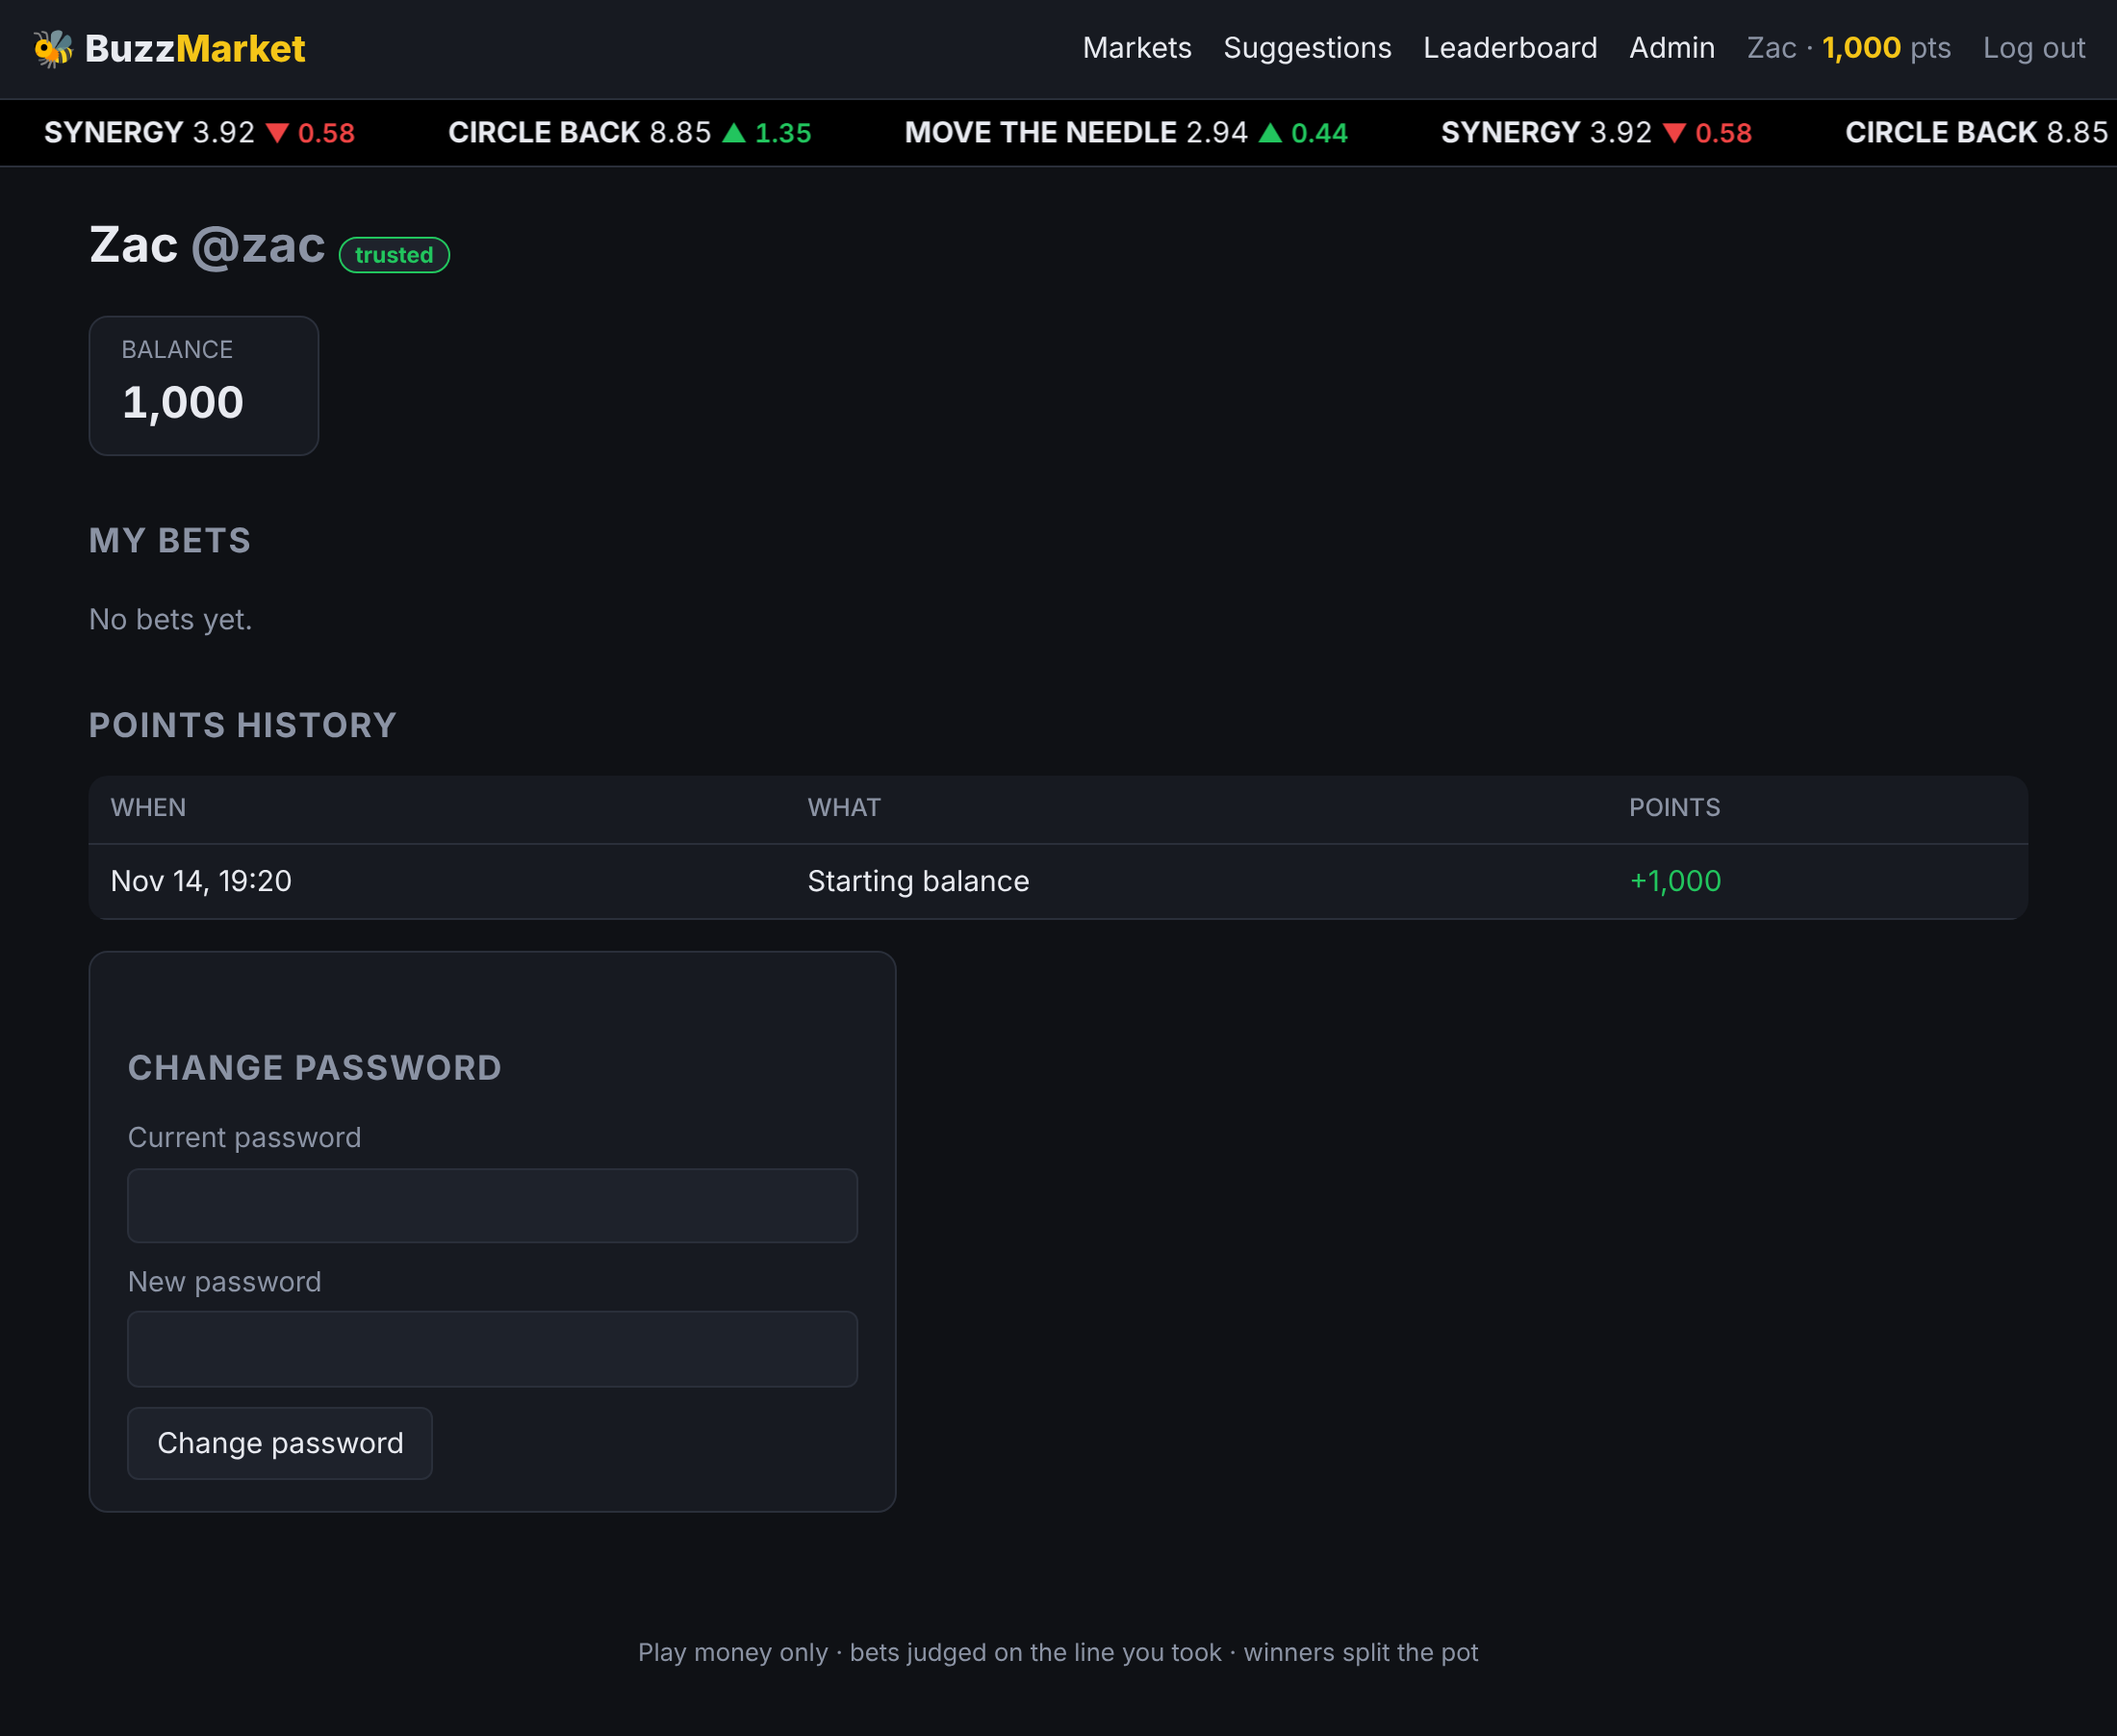 BuzzMarket
Markets Suggestions Leaderboard Admin Zac · 1,000 pts Log out
SYNERGY 3.92 ▼ 0.58 CIRCLE BACK 8.85 ▲ 1.35 MOVE THE NEEDLE 2.94 ▲ 0.44 SYNERGY 3.92 ▼ 0.58 CIRCLE BACK 8.85
Zac @zac trusted
BALANCE
1,000
MY BETS
No bets yet.
POINTS HISTORY
WHEN WHAT POINTS
Nov 14, 19:20 Starting balance +1,000
CHANGE PASSWORD
Current password
New password
Change password
Play money only · bets judged on the line you took · winners split the pot